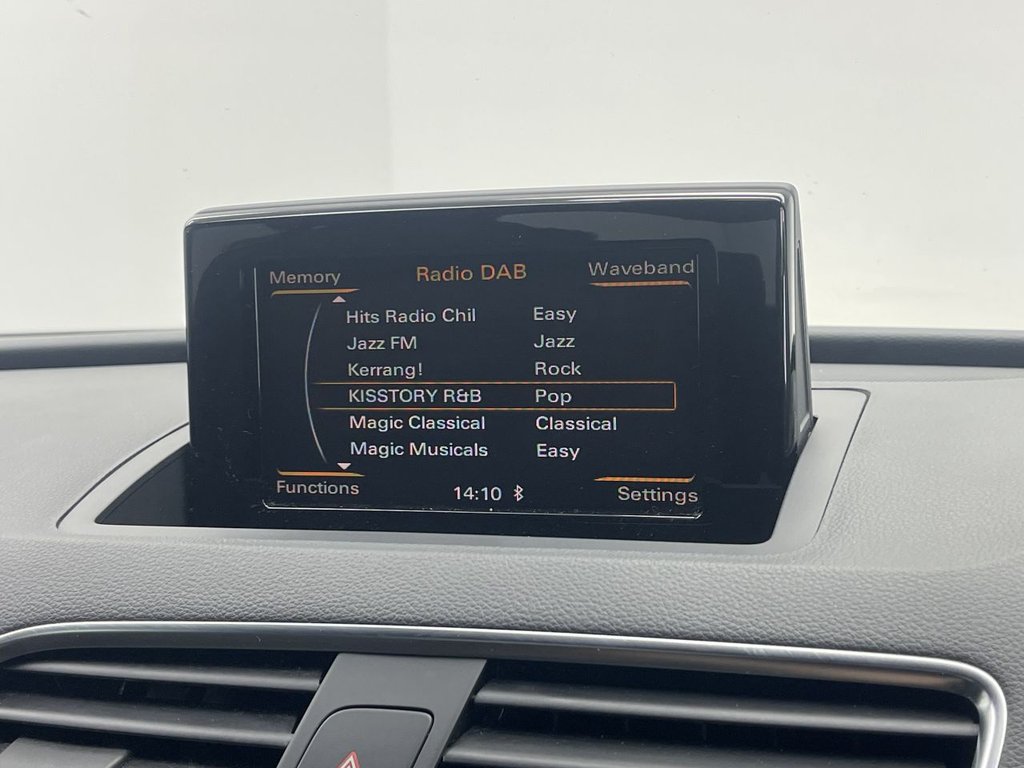 Memory Radio DAB Waveband
Hits Radio Chil Easy
Jazz FM Jazz
Kerrang! Rock
KISSTORY R&B Pop
Magic Classical Classical
Magic Musicals Easy
Functions 14:10 Settings